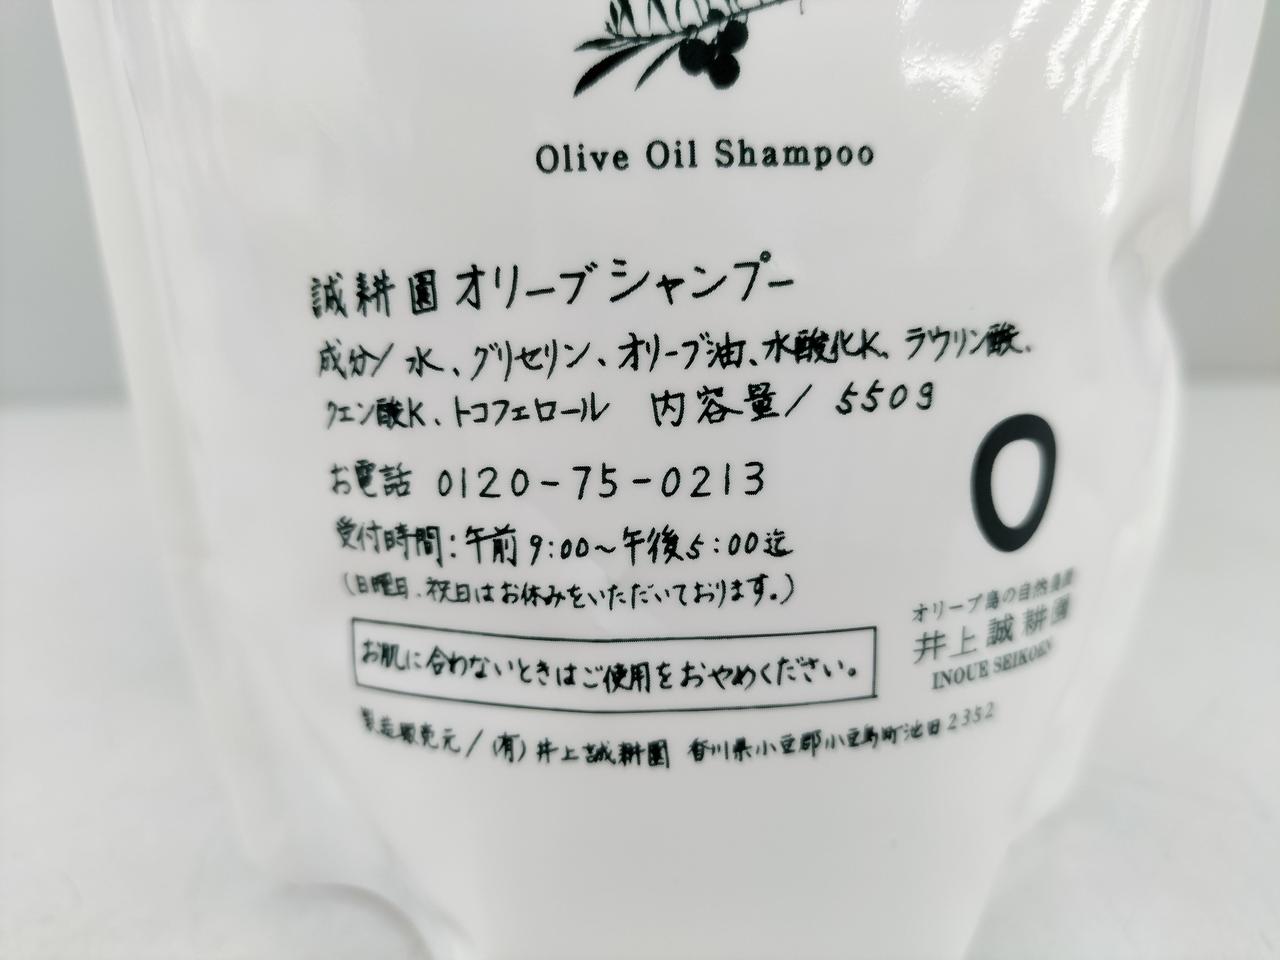 Olive Oil Shampoo
誠耕園オリーブシャンプー
成分/水、グリセリン、オリーブ油、水酸化K、ラウリン酸、
クエン酸K、トコフェロール 内容量/550g
お電話 0120-75-0213
受付時間:午前9:00〜午後5:00迄
(日曜日、祝日はお休みをいただいております。)
お肌に合わないときはご使用をおやめください。
製造販売元/(有)井上誠耕園 香川県小豆郡小豆島町池田2352
オリーブ島の自然農園
井上誠耕園
INOUE SEIKOEN